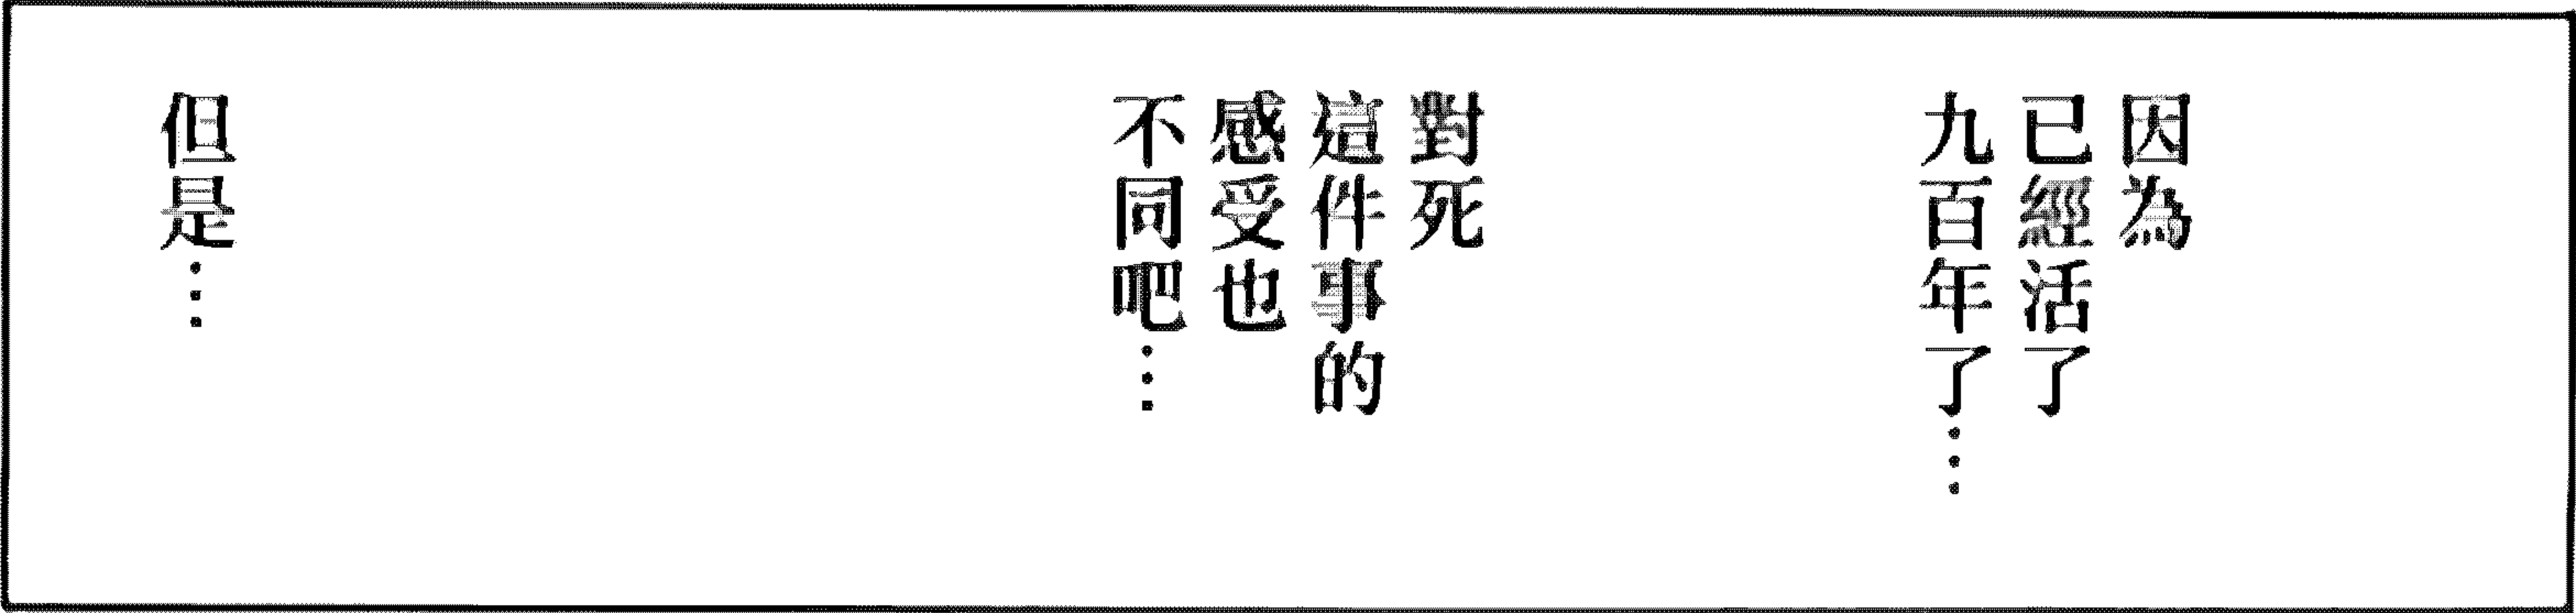 因為
已經活了
九百年了…
對死
這件事的
感受也
不同吧…
但是…